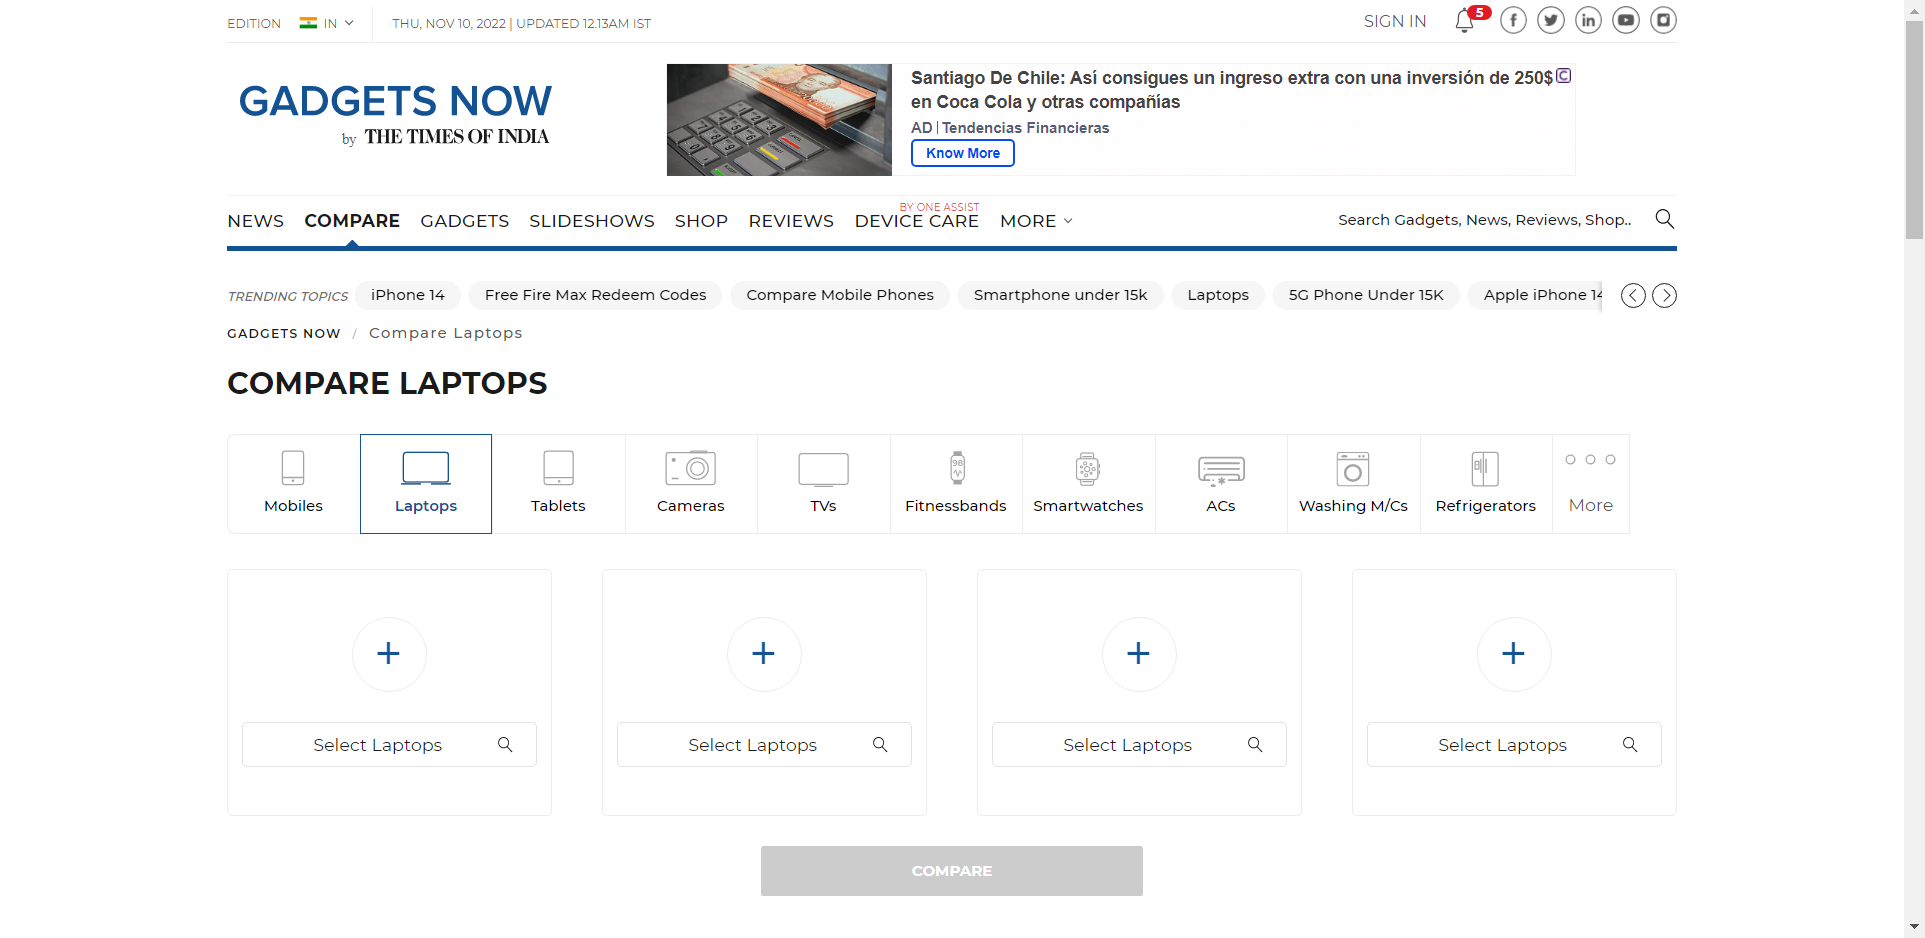 EDITION IN THU, NOV 10, 2022 | UPDATED 12.13AM IST SIGN IN 5
GADGETS NOW
by THE TIMES OF INDIA
Santiago De Chile: Así consigues un ingreso extra con una inversión de 250$
en Coca Cola y otras compañías
AD | Tendencias Financieras
Know More
BY ONE ASSIST
NEWS COMPARE GADGETS SLIDESHOWS SHOP REVIEWS DEVICE CARE MORE Search Gadgets, News, Reviews, Shop..
TRENDING TOPICS iPhone 14 Free Fire Max Redeem Codes Compare Mobile Phones Smartphone under 15k Laptops 5G Phone Under 15K Apple iPhone 14
GADGETS NOW / Compare Laptops
COMPARE LAPTOPS
Mobiles Laptops Tablets Cameras TVs Fitnessbands Smartwatches ACs Washing M/Cs Refrigerators More
Select Laptops Select Laptops Select Laptops Select Laptops
COMPARE